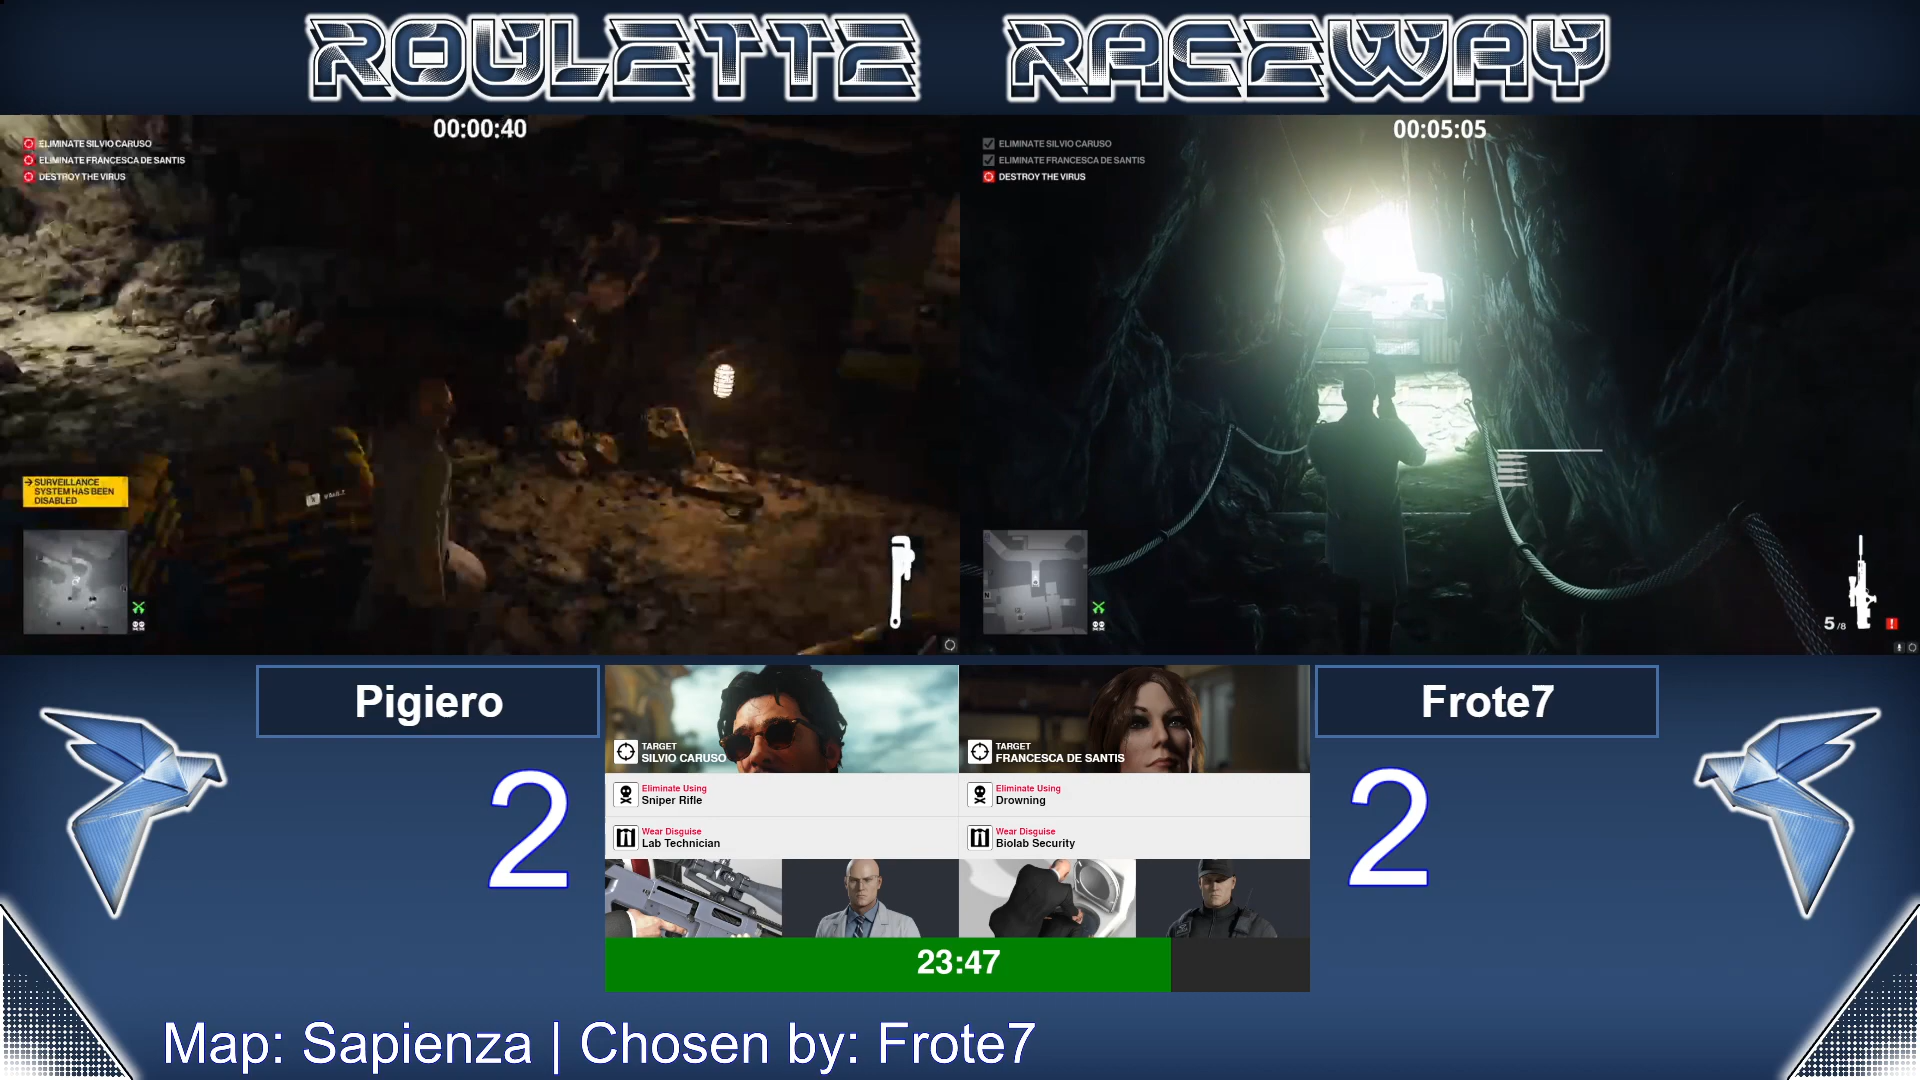 ROULETTE RACEWAY
00:00:40
ELIMINATE SILVIO CARUSO
ELIMINATE FRANCESCA DE SANTIS
DESTROY THE VIRUS
SURVEILLANCE
SYSTEM HAS BEEN
DISABLED
N
00:05:05
ELIMINATE SILVIO CARUSO
ELIMINATE FRANCESCA DE SANTIS
DESTROY THE VIRUS
N
5/8
!
Pigiero
2
TARGET
SILVIO CARUSO
Eliminate Using
Sniper Rifle
Wear Disguise
Lab Technician
TARGET
FRANCESCA DE SANTIS
Eliminate Using
Drowning
Wear Disguise
Biolab Security
23:47
Frote7
2
Map: Sapienza | Chosen by: Frote7